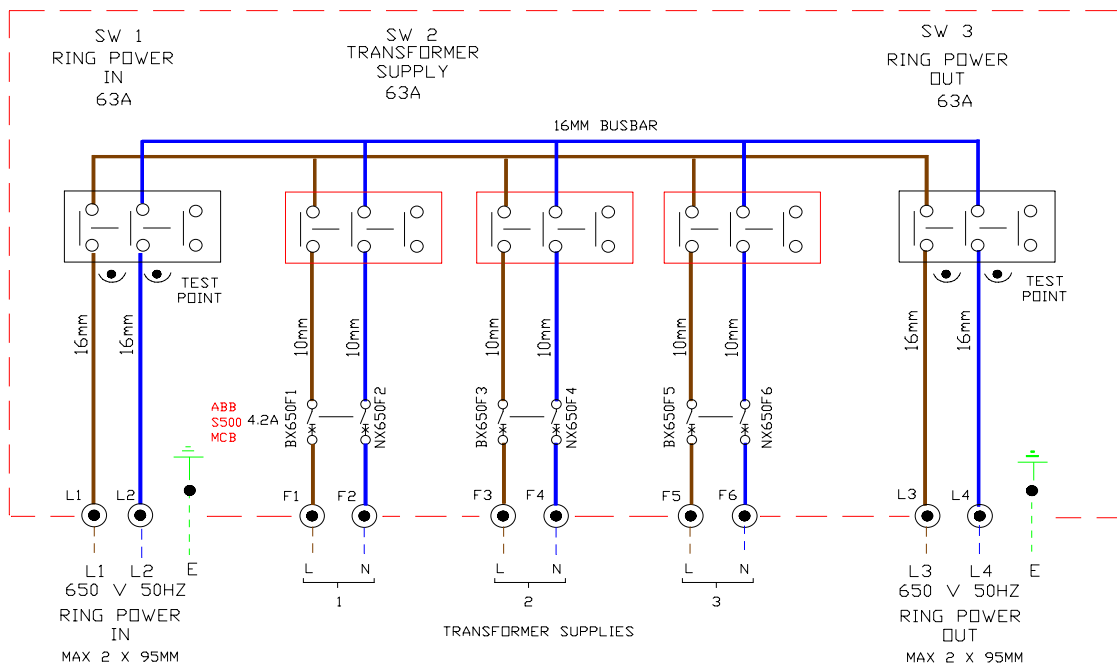 SW 1
RING POWER
IN
63A
SW 2
TRANSFORMER
SUPPLY
63A
SW 3
RING POWER
OUT
63A
16MM BUSBAR
TEST
POINT
TEST
POINT
16mm
16mm
10mm
10mm
10mm
10mm
10mm
10mm
16mm
16mm
ABB
S500
MCB
4.2A
BX650F1
NX650F2
BX650F3
NX650F4
BX650F5
NX650F6
L1
L2
F1
F2
F3
F4
F5
F6
L3
L4
L1 L2 E
650 V 50HZ
RING POWER
IN
MAX 2 X 95MM
L N
1
L N
2
L N
3
TRANSFORMER SUPPLIES
L3 L4 E
650 V 50HZ
RING POWER
OUT
MAX 2 X 95MM